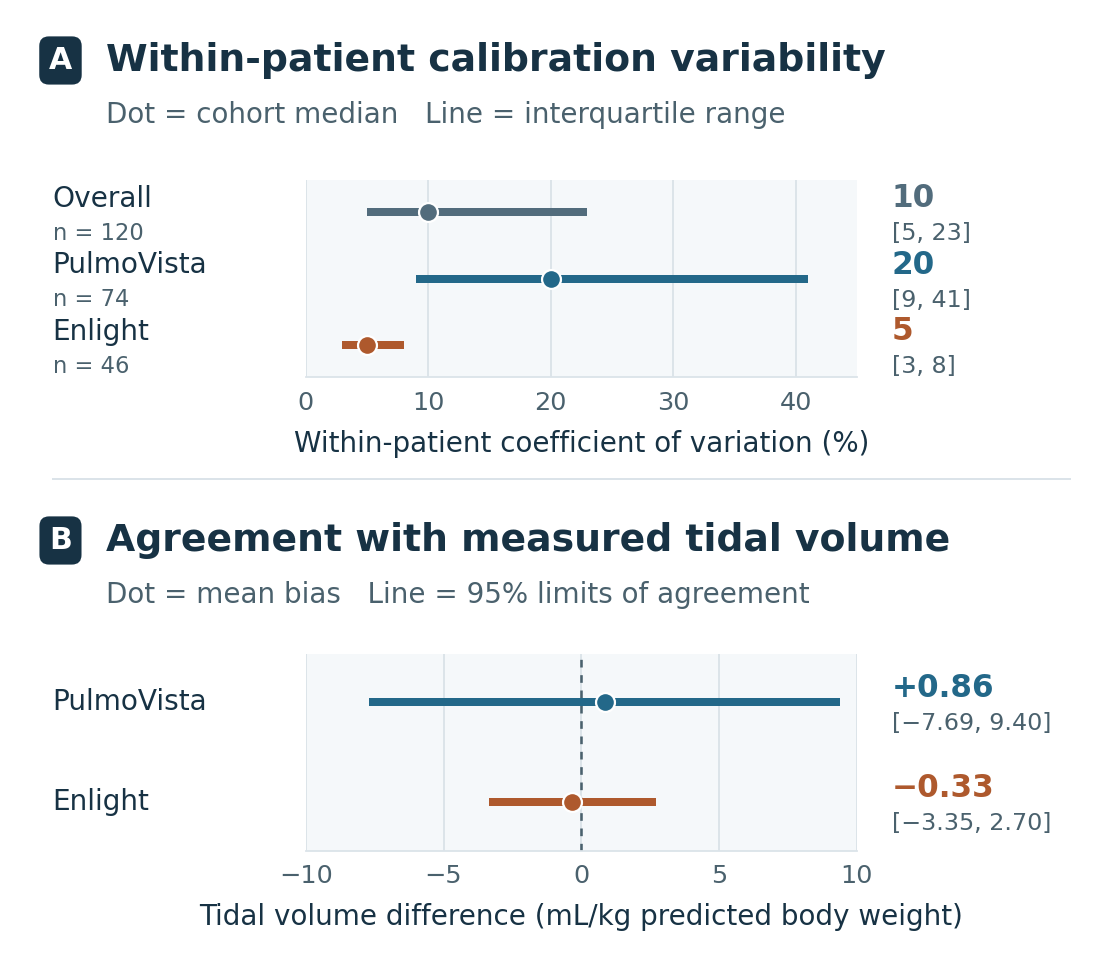 A Within-patient calibration variability
Dot = cohort median Line = interquartile range
Overall
10
n = 120
[5, 23]
PulmoVista
20
n = 74
[9, 41]
Enlight
5
n = 46
[3, 8]
0 10 20 30 40
Within-patient coefficient of variation (%)
B Agreement with measured tidal volume
Dot = mean bias Line = 95% limits of agreement
PulmoVista
+0.86
[−7.69, 9.40]
Enlight
−0.33
[−3.35, 2.70]
−10 −5 0 5 10
Tidal volume difference (mL/kg predicted body weight)